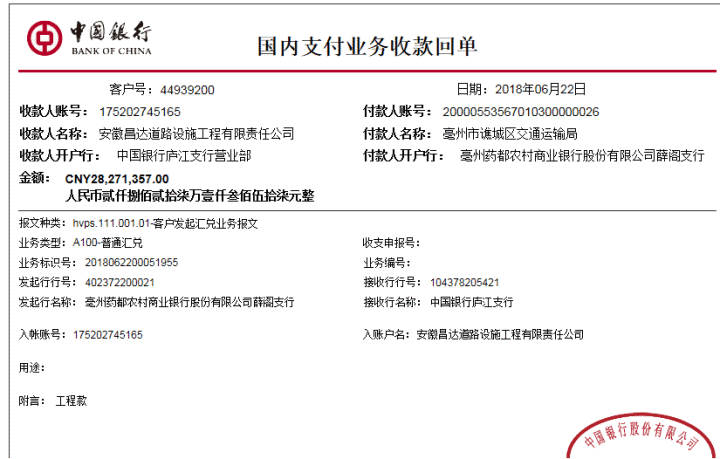 中国银行
BANK OF CHINA
国内支付业务收款回单
客户号：44939200 日期：2018年06月22日
收款人账号：175202745165 付款人账号：20000553567010300000026
收款人名称：安徽昌达道路设施工程有限责任公司 付款人名称：亳州市谯城区交通运输局
收款人开户行：中国银行庐江支行营业部 付款人开户行：亳州药都农村商业银行股份有限公司薛阁支行
金额：CNY28,271,357.00
人民币贰仟捌佰贰拾柒万壹仟叁佰伍拾柒元整
报文种类：hvps.111.001.01-客户发起汇兑业务报文
业务类型：A100-普通汇兑 收支申报号：
业务标识号：2018062200051955 业务编号：
发起行行号：402372200021 接收行行号：104378205421
发起行名称：亳州药都农村商业银行股份有限公司薛阁支行 接收行名称：中国银行庐江支行
入帐账号：175202745165 入账户名：安徽昌达道路设施工程有限责任公司
用途：
附言：工程款
中国银行股份有限公司